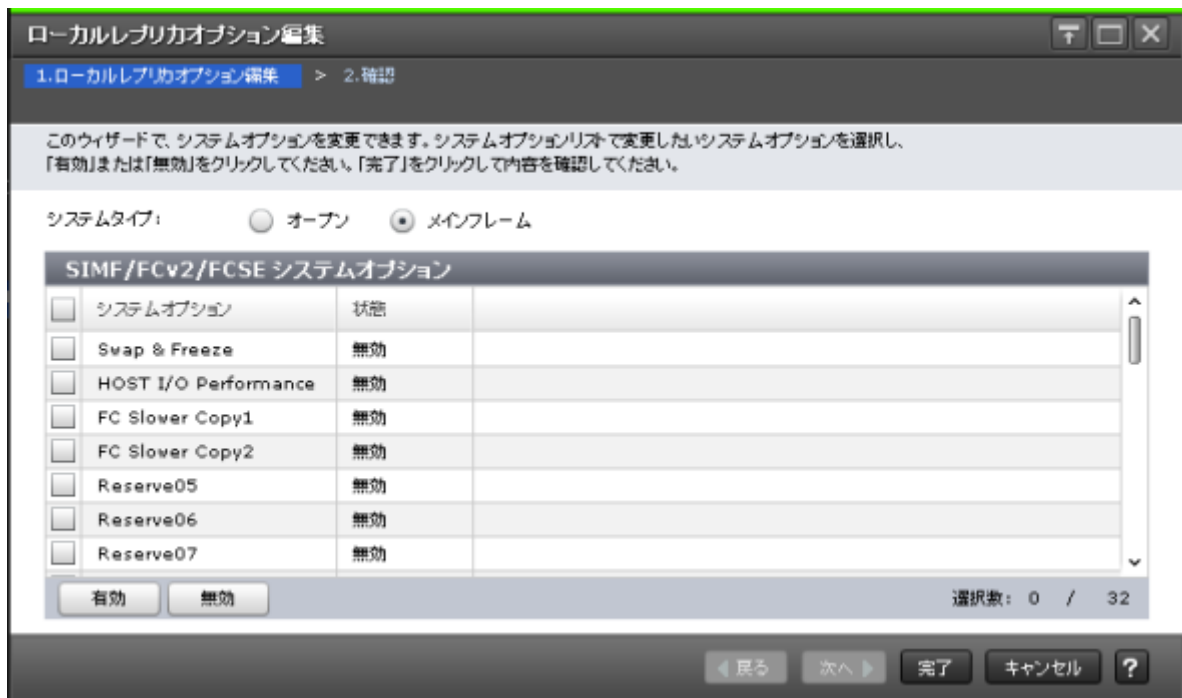 ローカルレプリカオプション編集
1.ローカルレプリカオプション編集 > 2.確認
このウィザードで、システムオプションを変更できます。システムオプションリストで変更したいシステムオプションを選択し、
「有効」または「無効」をクリックしてください。「完了」をクリックして内容を確認してください。
システムタイプ: オープン メインフレーム
SIMF/FCv2/FCSE システムオプション
システムオプション 状態
Swap & Freeze 無効
HOST I/O Performance 無効
FC Slower Copy1 無効
FC Slower Copy2 無効
Reserve05 無効
Reserve06 無効
Reserve07 無効
有効 無効 選択数: 0 / 32
戻る 次へ 完了 キャンセル ?